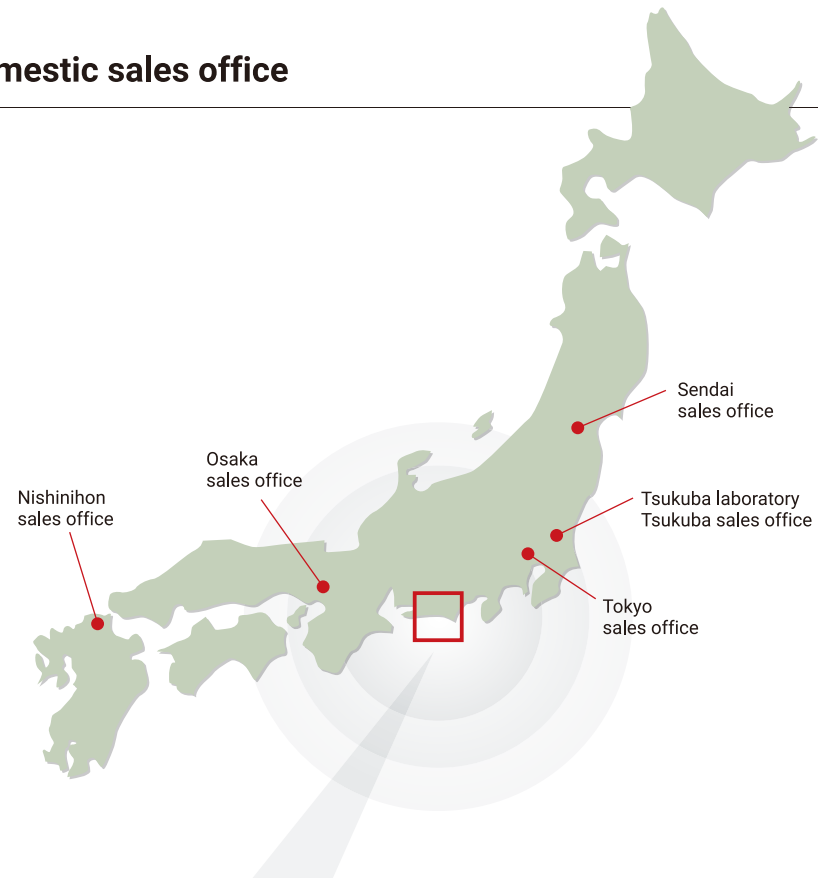 mestic sales office
Sendai
sales office
Osaka
sales office
Nishinihon
sales office
Tsukuba laboratory
Tsukuba sales office
Tokyo
sales office